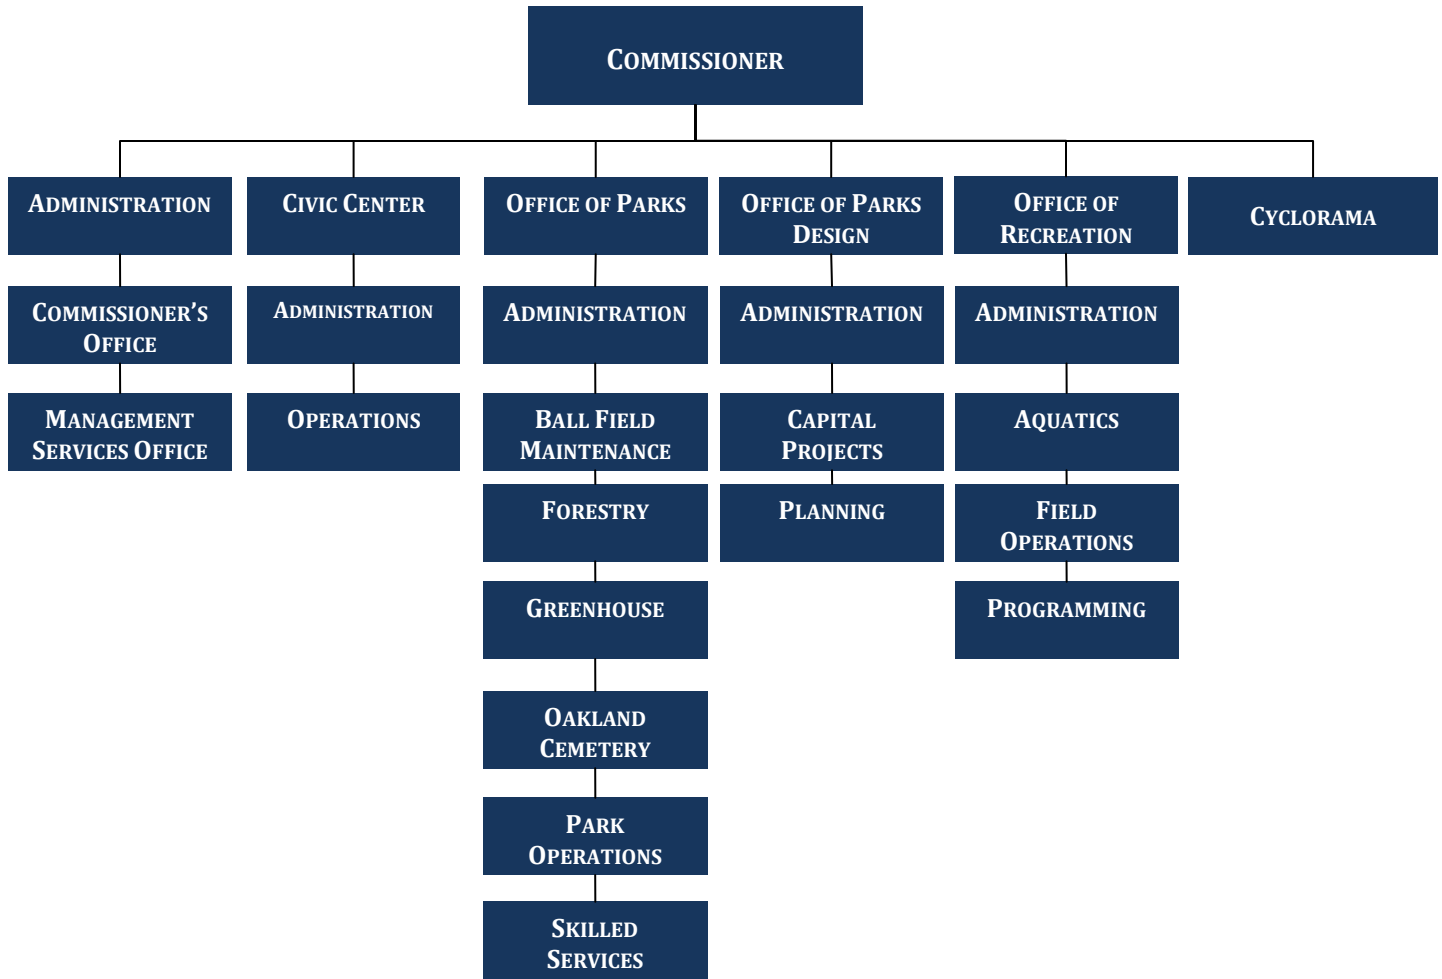 COMMISSIONER
ADMINISTRATION
CIVIC CENTER
OFFICE OF PARKS
OFFICE OF PARKS
DESIGN
OFFICE OF
RECREATION
CYCLORAMA
COMMISSIONER’S
OFFICE
ADMINISTRATION
ADMINISTRATION
ADMINISTRATION
ADMINISTRATION
MANAGEMENT
SERVICES OFFICE
OPERATIONS
BALL FIELD
MAINTENANCE
CAPITAL
PROJECTS
AQUATICS
FORESTRY
PLANNING
FIELD
OPERATIONS
GREENHOUSE
PROGRAMMING
OAKLAND
CEMETERY
PARK
OPERATIONS
SKILLED
SERVICES